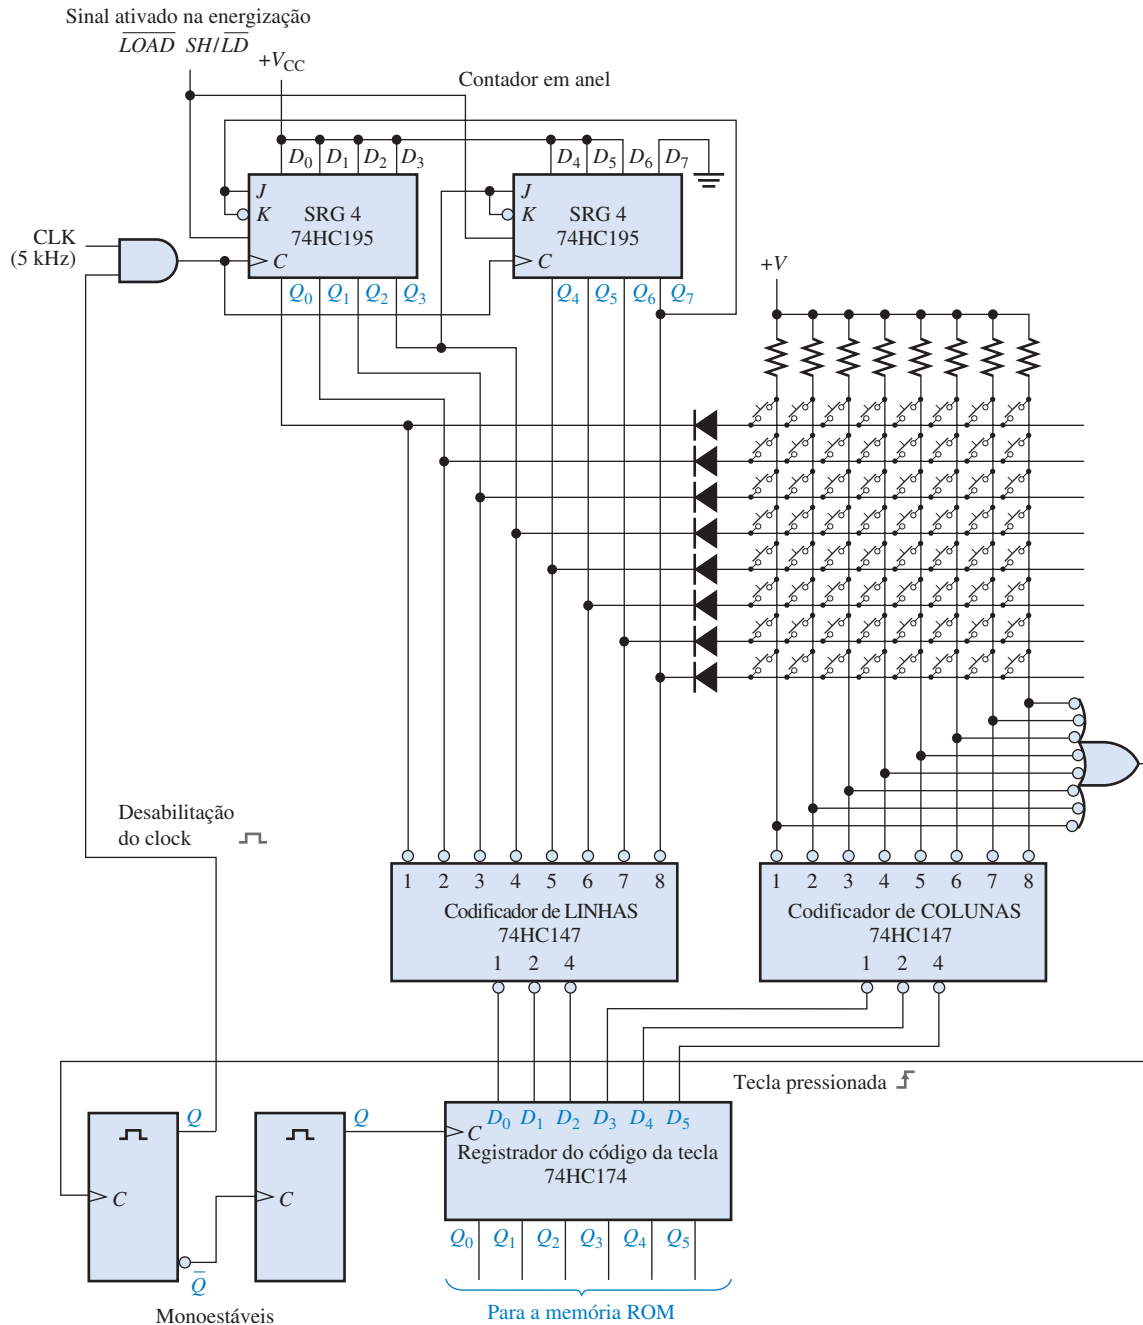 Sinal ativado na energização
LOAD SH/LD
+VCC
Contador em anel
D0 D1 D2 D3
D4 D5 D6 D7
J
K
SRG 4
74HC195
C
J
K
SRG 4
74HC195
C
CLK
(5 kHz)
Q0 Q1 Q2 Q3
Q4 Q5 Q6 Q7
+V
Desabilitação
do clock
1 2 3 4 5 6 7 8
Codificador de LINHAS
74HC147
1 2 4
1 2 3 4 5 6 7 8
Codificador de COLUNAS
74HC147
1 2 4
Tecla pressionada
Q
C
Q̅
Q
C
Monoestáveis
D0 D1 D2 D3 D4 D5
C
Registrador do código da tecla
74HC174
Q0 Q1 Q2 Q3 Q4 Q5
Para a memória ROM